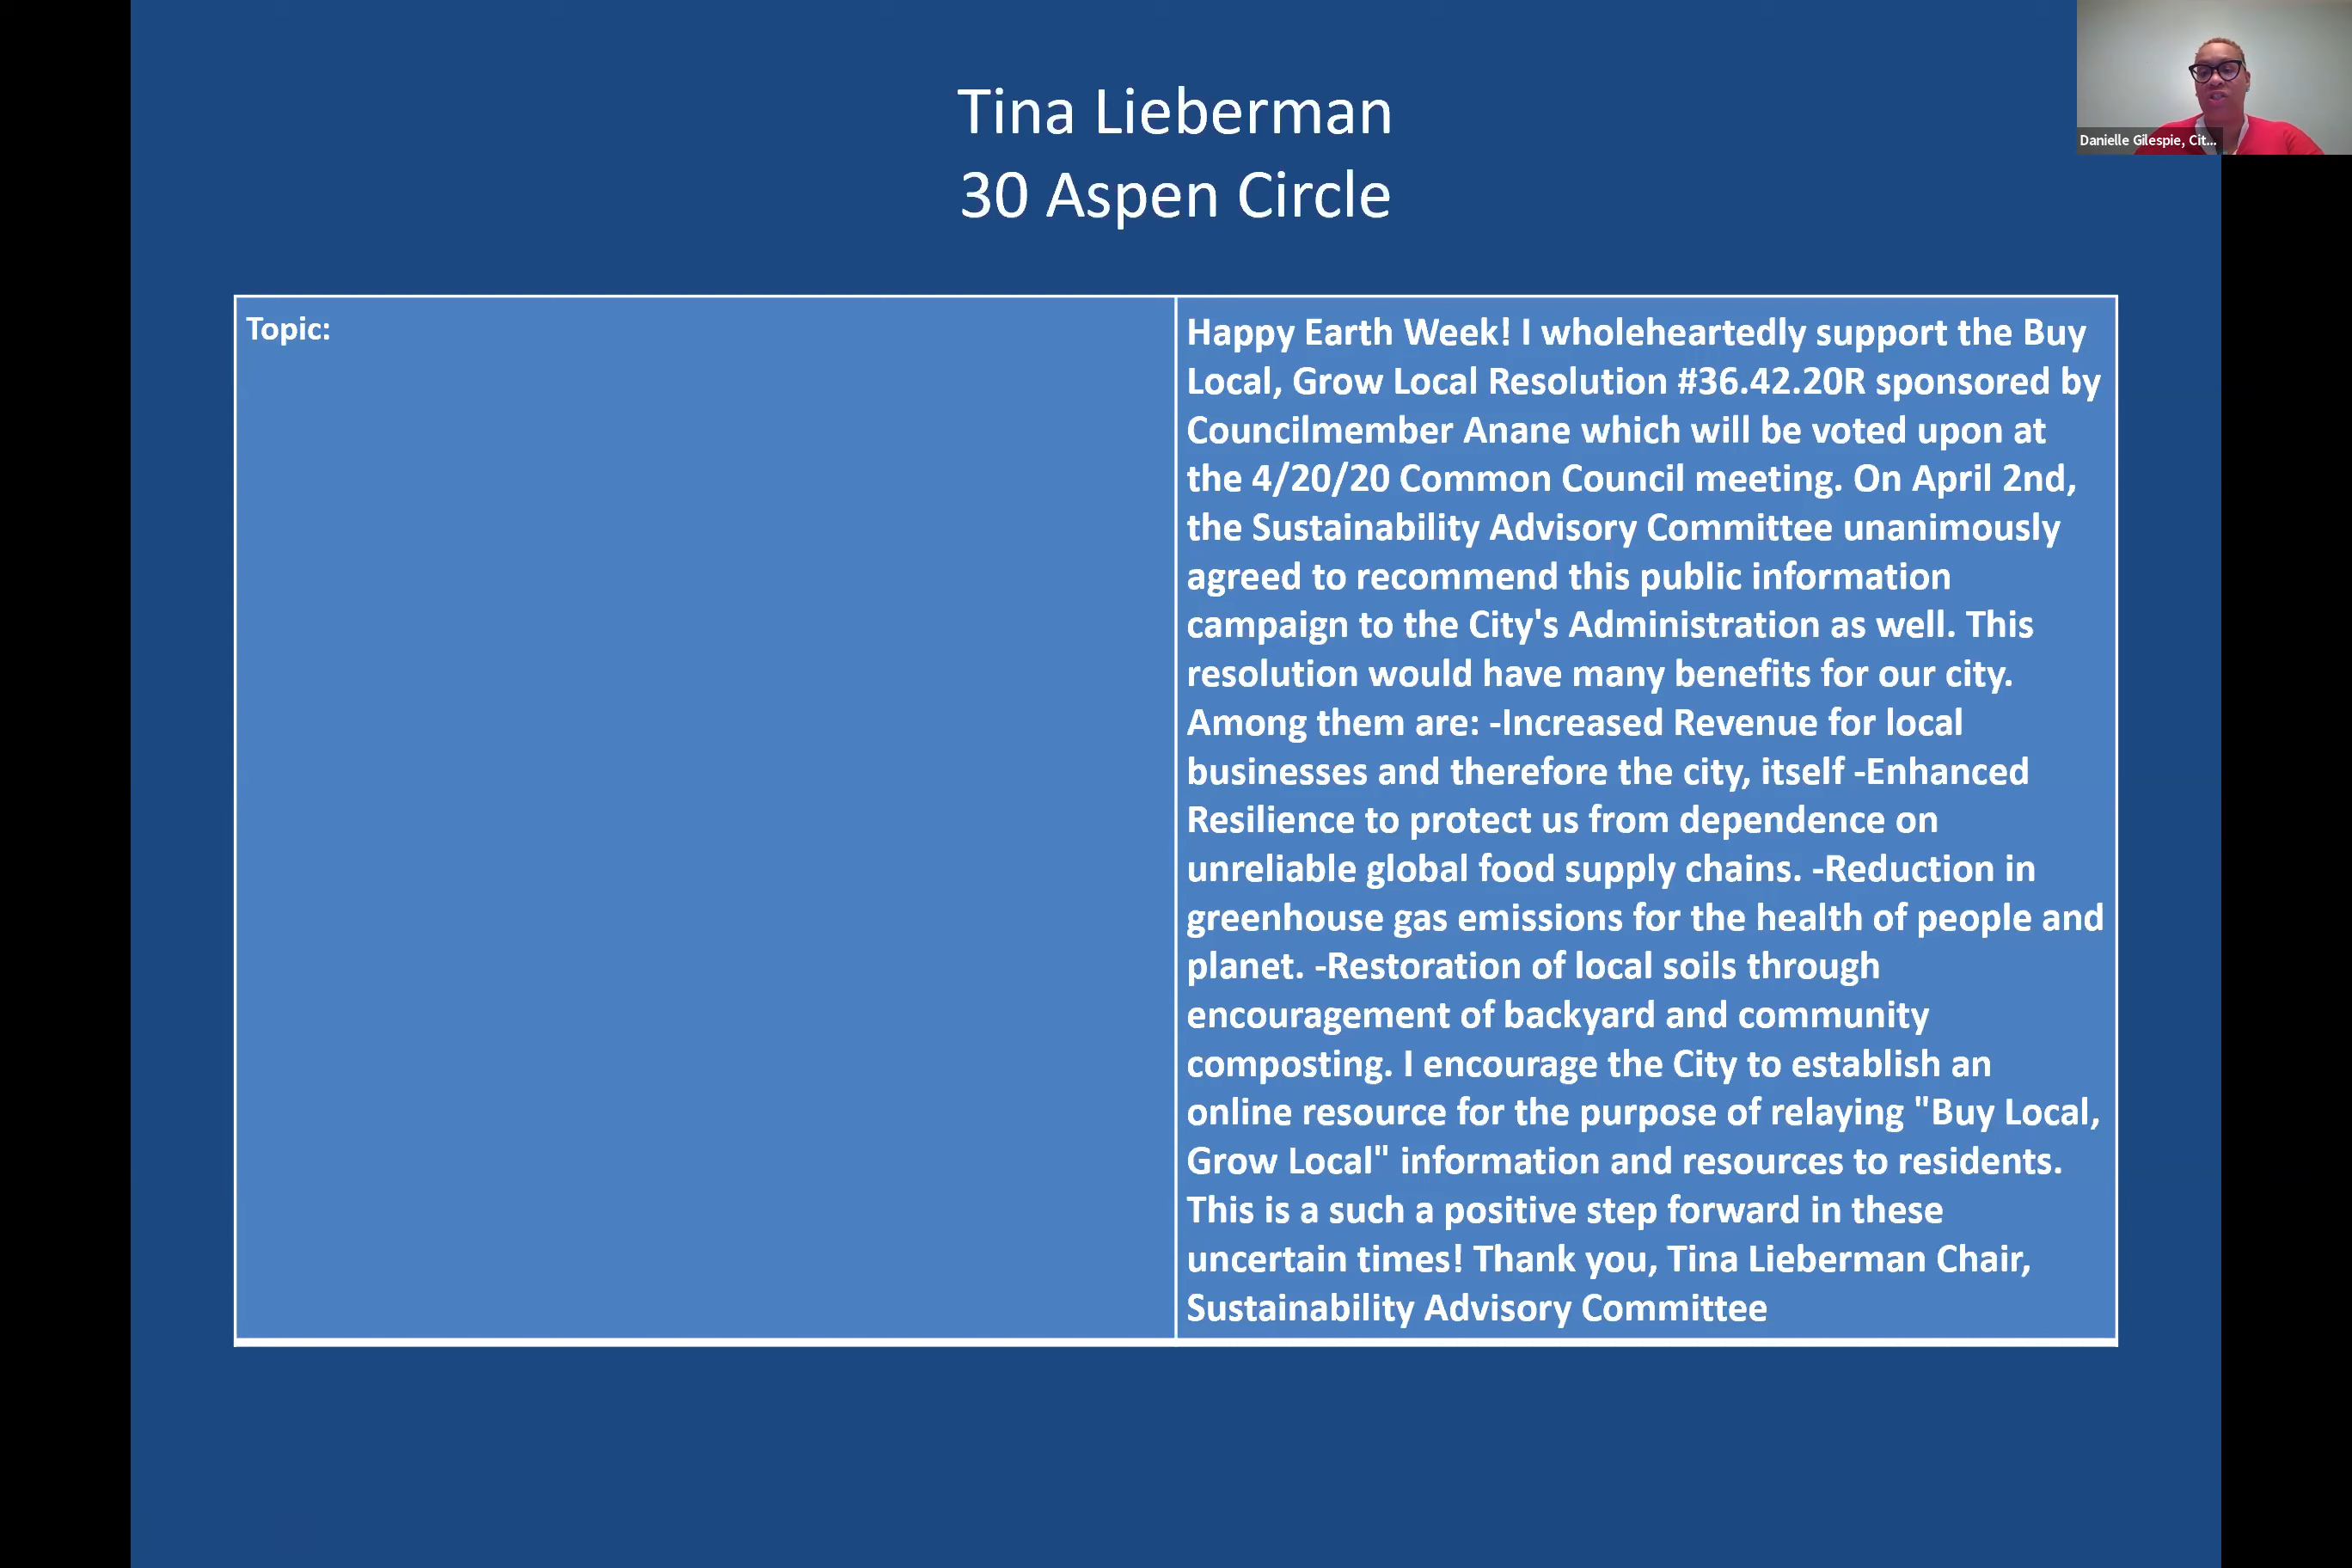 Tina Lieberman
30 Aspen Circle
Danielle Gilespie, Cit...
Topic:
Happy Earth Week! I wholeheartedly support the Buy
Local, Grow Local Resolution #36.42.20R sponsored by
Councilmember Anane which will be voted upon at
the 4/20/20 Common Council meeting. On April 2nd,
the Sustainability Advisory Committee unanimously
agreed to recommend this public information
campaign to the City's Administration as well. This
resolution would have many benefits for our city.
Among them are: -Increased Revenue for local
businesses and therefore the city, itself -Enhanced
Resilience to protect us from dependence on
unreliable global food supply chains. -Reduction in
greenhouse gas emissions for the health of people and
planet. -Restoration of local soils through
encouragement of backyard and community
composting. I encourage the City to establish an
online resource for the purpose of relaying "Buy Local,
Grow Local" information and resources to residents.
This is a such a positive step forward in these
uncertain times! Thank you, Tina Lieberman Chair,
Sustainability Advisory Committee